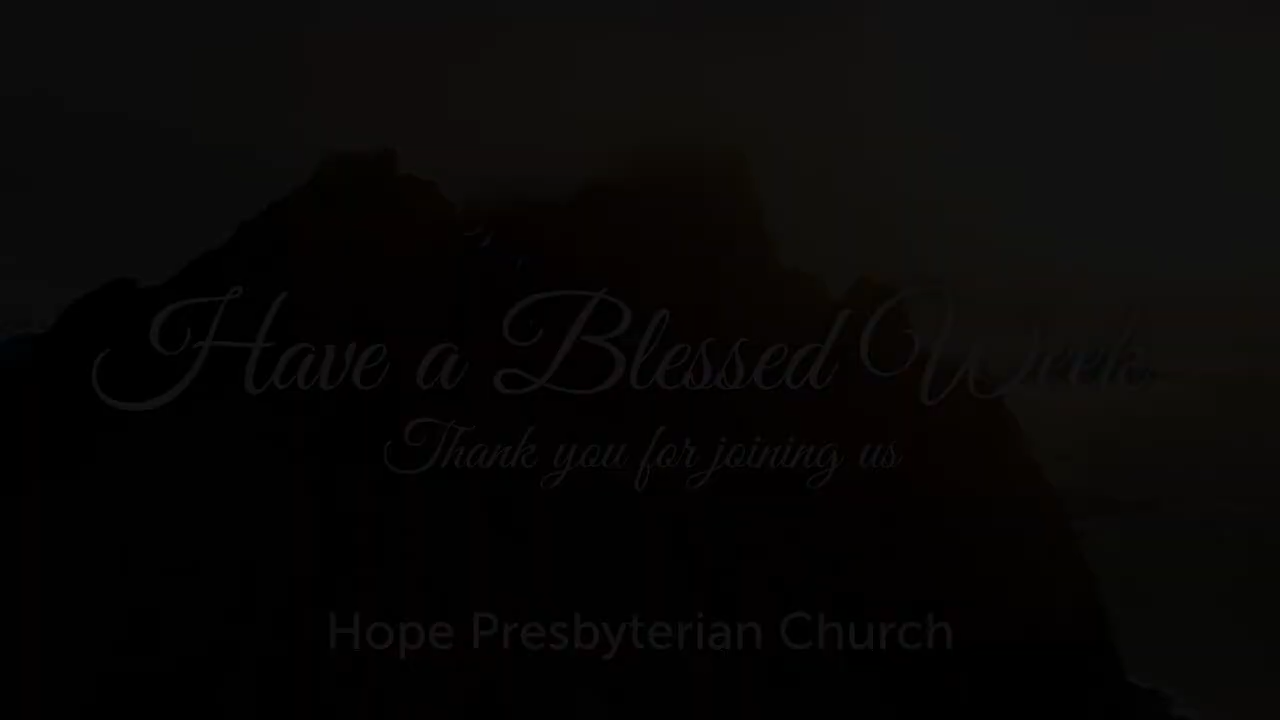 Have a Blessed Week
Thank you for joining us
Hope Presbyterian Church